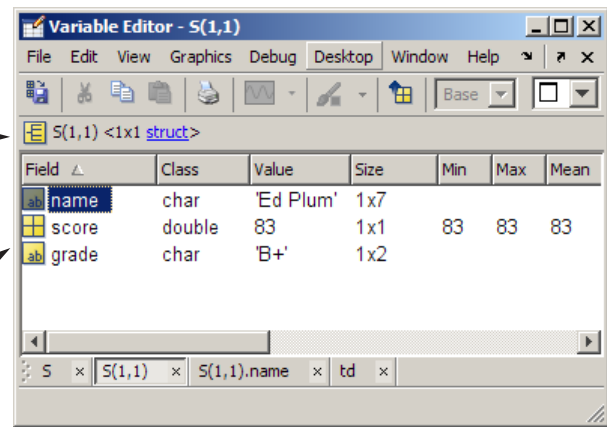 Variable Editor - S(1,1)
File Edit View Graphics Debug Desktop Window Help
Base
S(1,1) <1x1 struct>
Field Class Value Size Min Max Mean
ab name char 'Ed Plum' 1x7
score double 83 1x1 83 83 83
ab grade char 'B+' 1x2
S S(1,1) S(1,1).name td